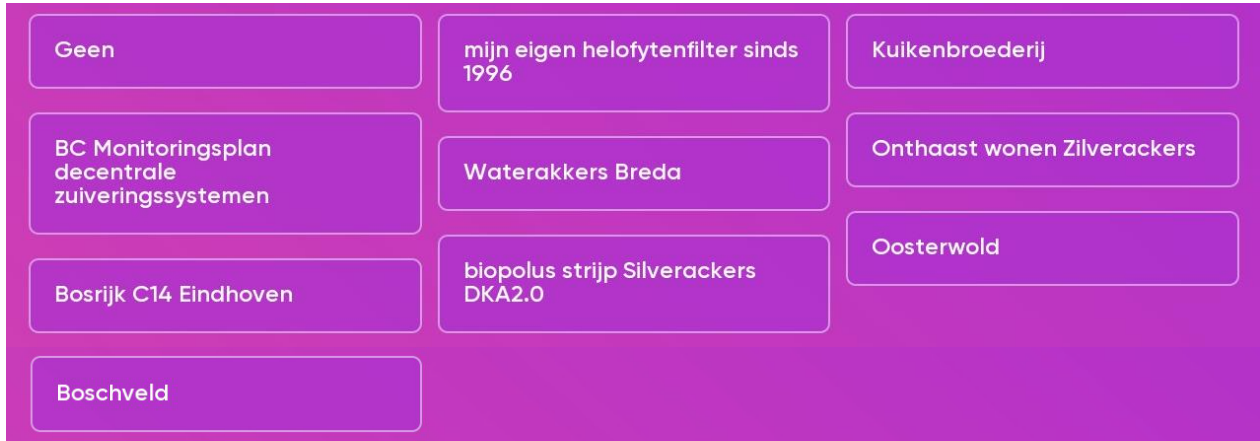 Geen
BC Monitoringsplan
decentrale
zuiveringssystemen
Bosrijk C14 Eindhoven
Boschveld
mijn eigen helofytenfilter sinds
1996
Waterakkers Breda
biopolus strijp Silverackers
DKA2.0
Kuikenbroederij
Onthaast wonen Zilverackers
Oosterwold